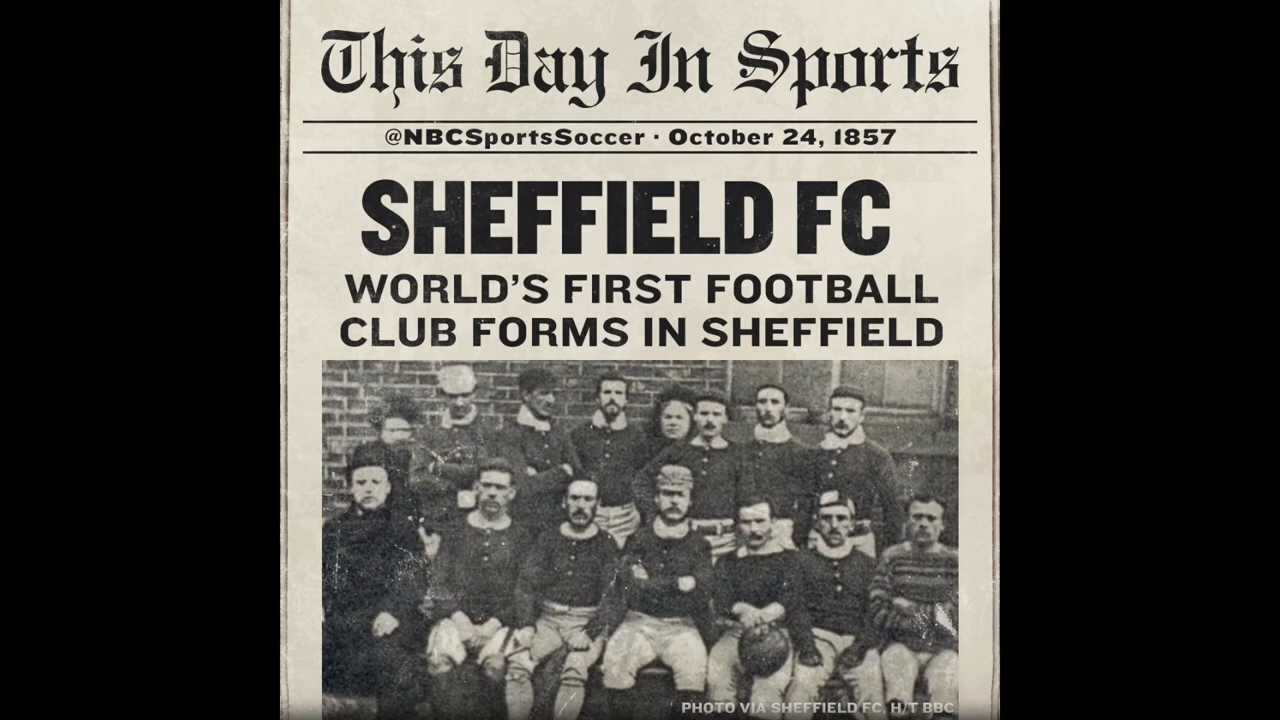 This Day In Sports
@NBCSportsSoccer · October 24, 1857
SHEFFIELD FC
WORLD'S FIRST FOOTBALL
CLUB FORMS IN SHEFFIELD
PHOTO VIA SHEFFIELD FC, H/T BBC